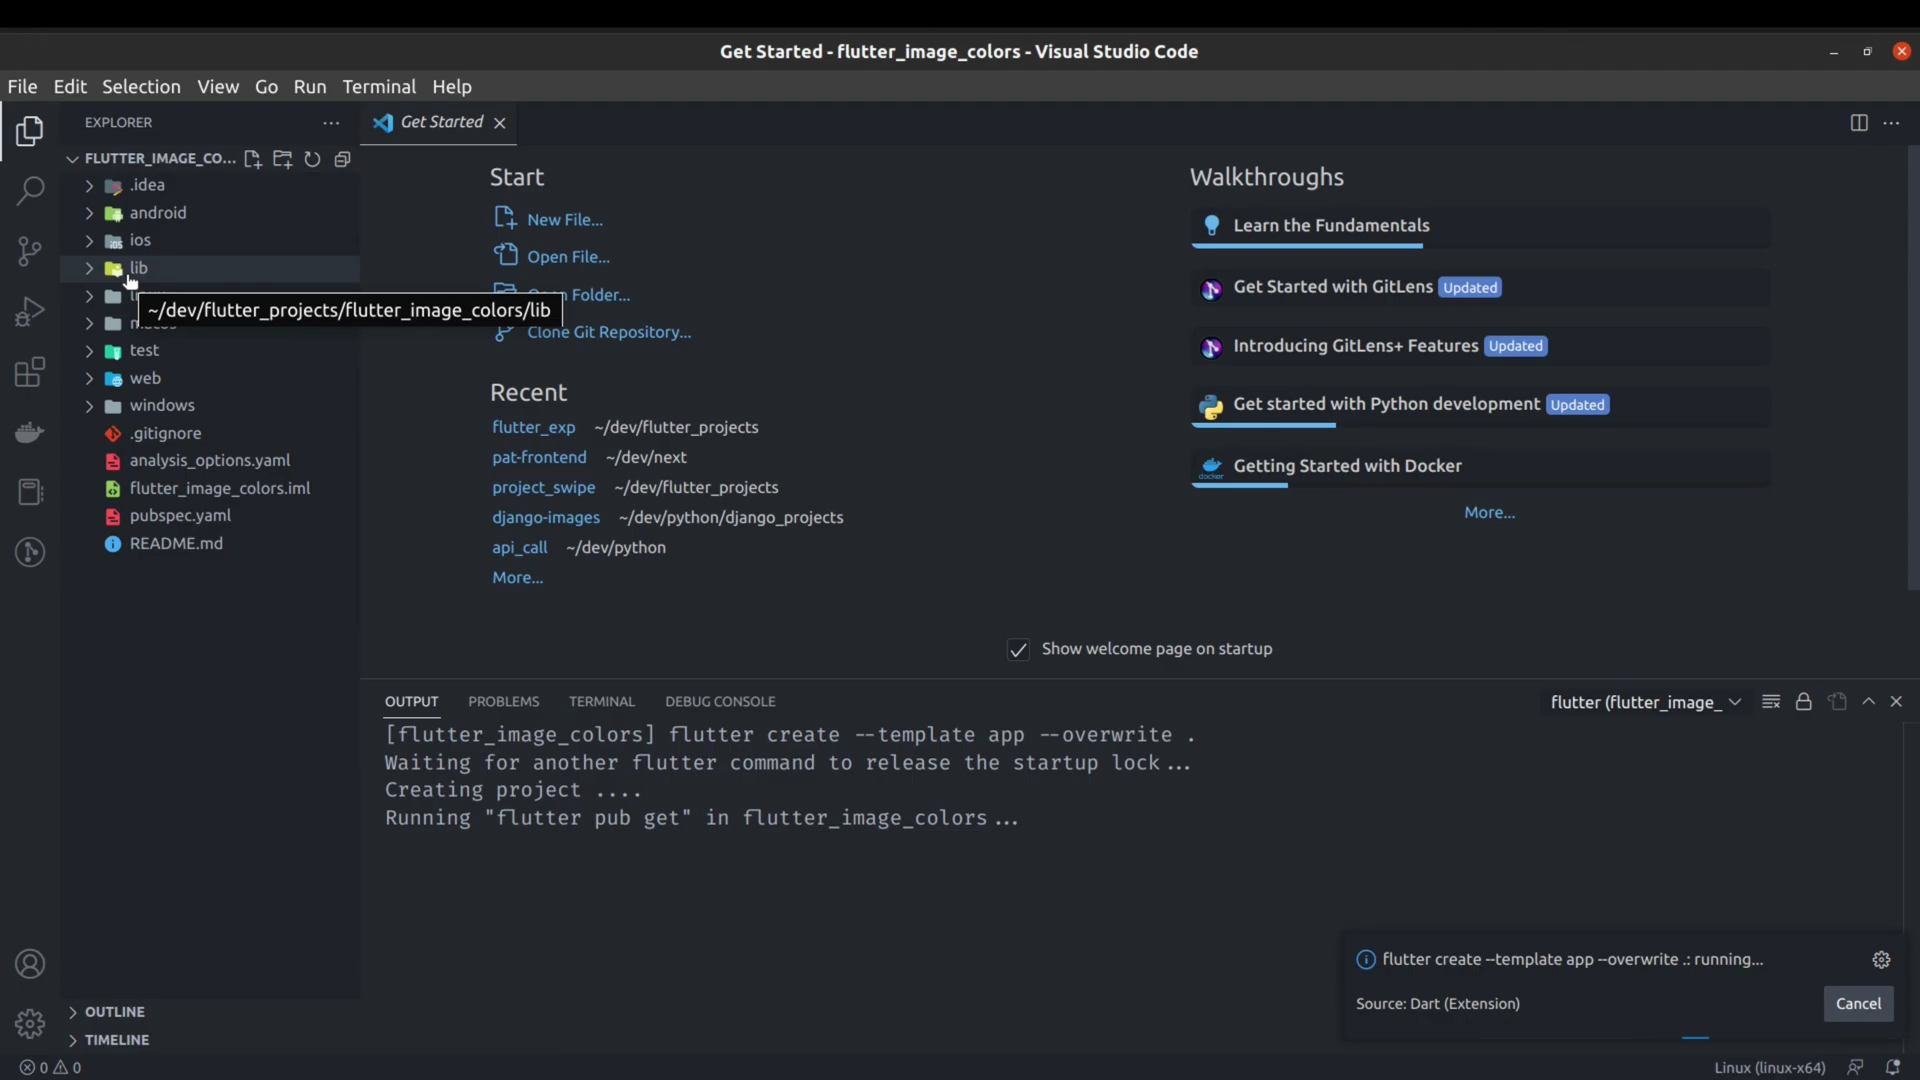 Get Started - flutter_image_colors - Visual Studio Code
File Edit Selection View Go Run Terminal Help
EXPLORER
FLUTTER_IMAGE_CO...
.idea
android
ios
lib
~/dev/flutter_projects/flutter_image_colors/lib
test
web
windows
.gitignore
analysis_options.yaml
flutter_image_colors.iml
pubspec.yaml
README.md
OUTLINE
TIMELINE
Get Started
Start
New File...
Open File...
Folder...
Clone Git Repository...
Recent
flutter_exp ~/dev/flutter_projects
pat-frontend ~/dev/next
project_swipe ~/dev/flutter_projects
django-images ~/dev/python/django_projects
api_call ~/dev/python
More...
Walkthroughs
Learn the Fundamentals
Get Started with GitLens Updated
Introducing GitLens+ Features Updated
Get started with Python development Updated
docker
Getting Started with Docker
More...
Show welcome page on startup
OUTPUT PROBLEMS TERMINAL DEBUG CONSOLE
flutter (flutter_image_
[flutter_image_colors] flutter create --template app --overwrite .
Waiting for another flutter command to release the startup lock...
Creating project ....
Running "flutter pub get" in flutter_image_colors...
flutter create --template app --overwrite .: running...
Source: Dart (Extension)
Cancel
0 0
Linux (linux-x64)